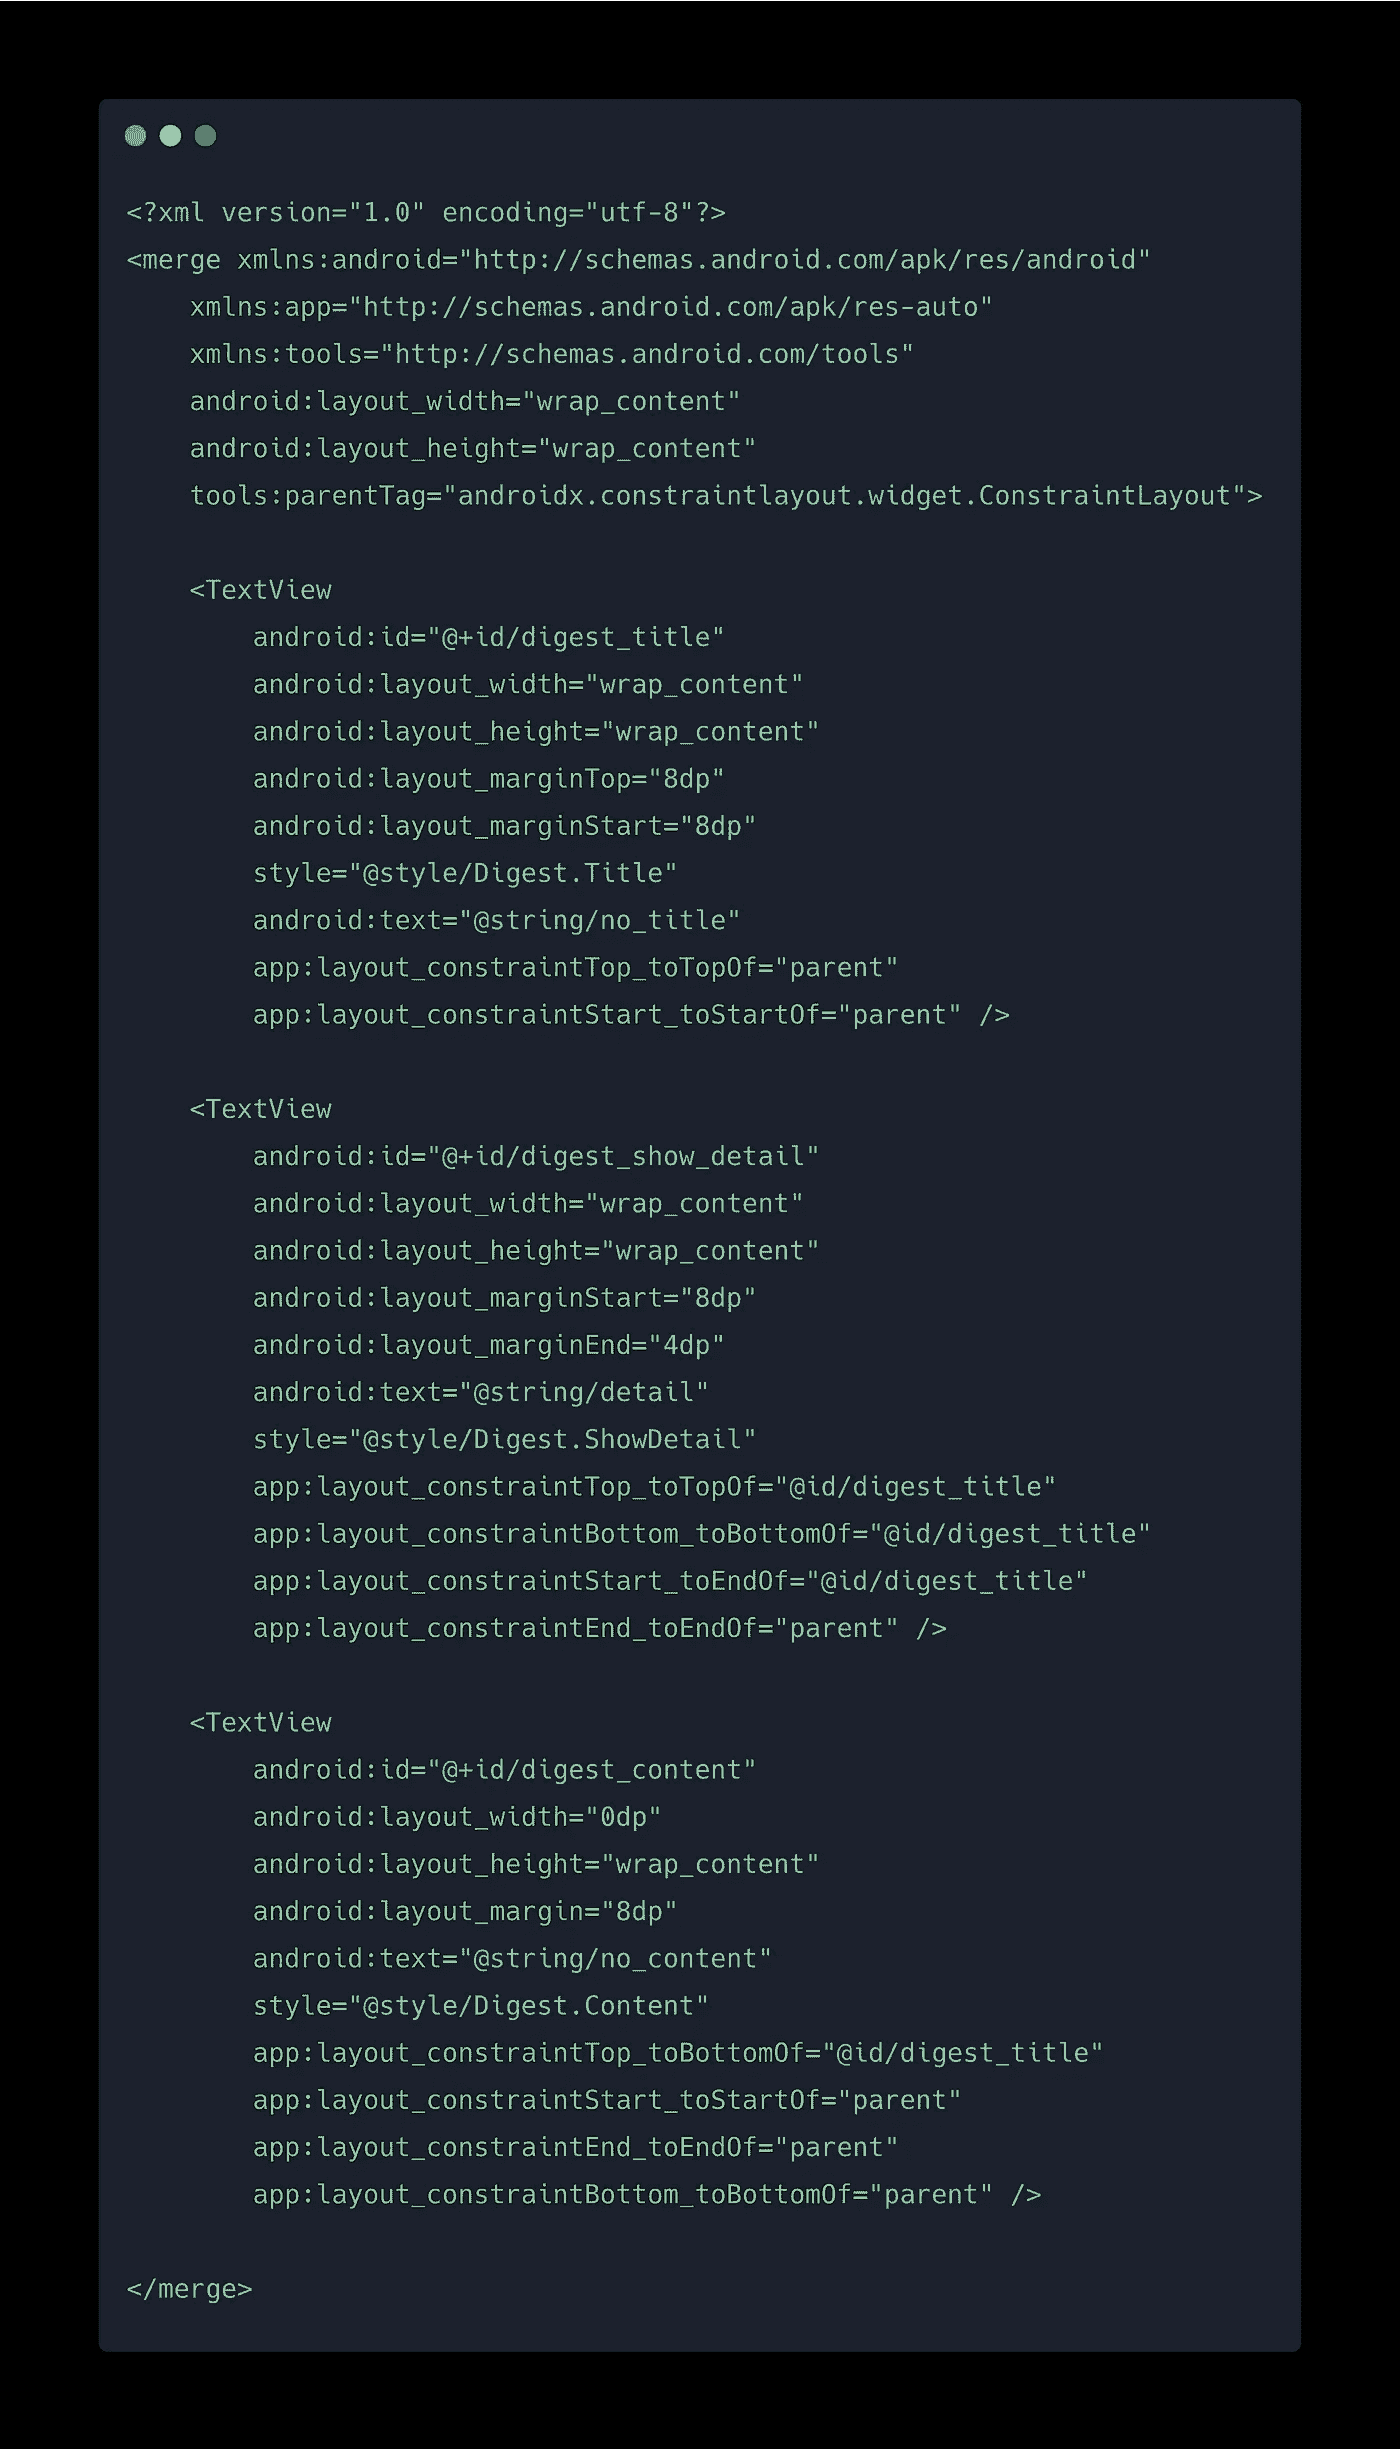 <?xml version="1.0" encoding="utf-8"?>
<merge xmlns:android="http://schemas.android.com/apk/res/android"
    xmlns:app="http://schemas.android.com/apk/res-auto"
    xmlns:tools="http://schemas.android.com/tools"
    android:layout_width="wrap_content"
    android:layout_height="wrap_content"
    tools:parentTag="androidx.constraintlayout.widget.ConstraintLayout">

    <TextView
        android:id="@+id/digest_title"
        android:layout_width="wrap_content"
        android:layout_height="wrap_content"
        android:layout_marginTop="8dp"
        android:layout_marginStart="8dp"
        style="@style/Digest.Title"
        android:text="@string/no_title"
        app:layout_constraintTop_toTopOf="parent"
        app:layout_constraintStart_toStartOf="parent" />

    <TextView
        android:id="@+id/digest_show_detail"
        android:layout_width="wrap_content"
        android:layout_height="wrap_content"
        android:layout_marginStart="8dp"
        android:layout_marginEnd="4dp"
        android:text="@string/detail"
        style="@style/Digest.ShowDetail"
        app:layout_constraintTop_toTopOf="@id/digest_title"
        app:layout_constraintBottom_toBottomOf="@id/digest_title"
        app:layout_constraintStart_toEndOf="@id/digest_title"
        app:layout_constraintEnd_toEndOf="parent" />

    <TextView
        android:id="@+id/digest_content"
        android:layout_width="0dp"
        android:layout_height="wrap_content"
        android:layout_margin="8dp"
        android:text="@string/no_content"
        style="@style/Digest.Content"
        app:layout_constraintTop_toBottomOf="@id/digest_title"
        app:layout_constraintStart_toStartOf="parent"
        app:layout_constraintEnd_toEndOf="parent"
        app:layout_constraintBottom_toBottomOf="parent" />

</merge>